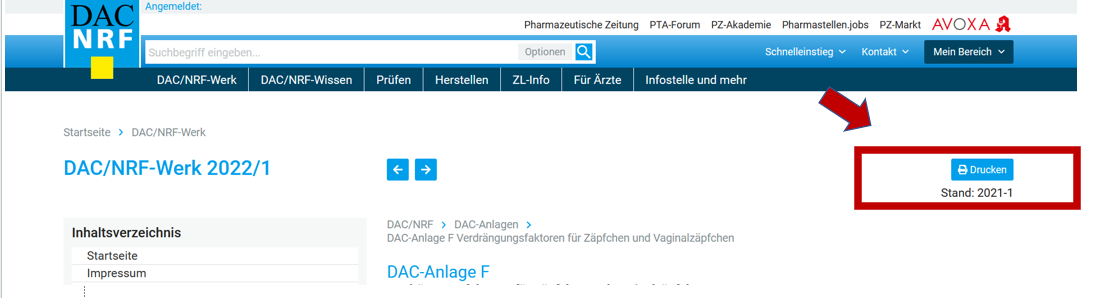 DAC
NRF
Angemeldet:
Pharmazeutische Zeitung PTA-Forum PZ-Akademie Pharmastellen.jobs PZ-Markt AVOXA
Suchbegriff eingeben... Optionen
Schnelleinstieg Kontakt Mein Bereich
DAC/NRF-Werk DAC/NRF-Wissen Prüfen Herstellen ZL-Info Für Ärzte Infostelle und mehr
Startseite > DAC/NRF-Werk
DAC/NRF-Werk 2022/1
Drucken
Stand: 2021-1
Inhaltsverzeichnis
Startseite
Impressum
DAC/NRF > DAC-Anlagen >
DAC-Anlage F Verdrängungsfaktoren für Zäpfchen und Vaginalzäpfchen
DAC-Anlage F